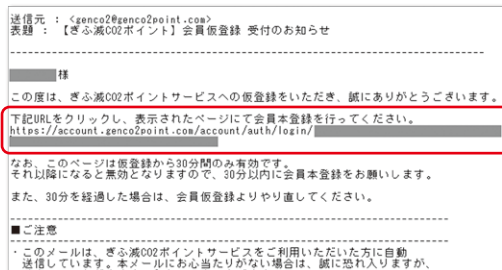 送信元 : <genco2@genco2point.com>
表題 : 【ぎふ減CO2ポイント】会員仮登録 受付のお知らせ
様
この度は、ぎふ減CO2ポイントサービスへの仮登録をいただき、誠にありがとうございます。
下記URLをクリックし、表示されたページにて会員本登録を行ってください。
https://account.genco2point.com/account/auth/login/
なお、このページは仮登録から30分間のみ有効です。
それ以降になると無効となりますので、30分以内に会員本登録をお願いします。
また、30分を経過した場合は、会員仮登録よりやり直してください。
■ご注意
・このメールは、ぎふ減CO2ポイントサービスをご利用いただいた方に自動
送信しています。本メールにお心当たりがない場合は、誠に恐れ入りますが、